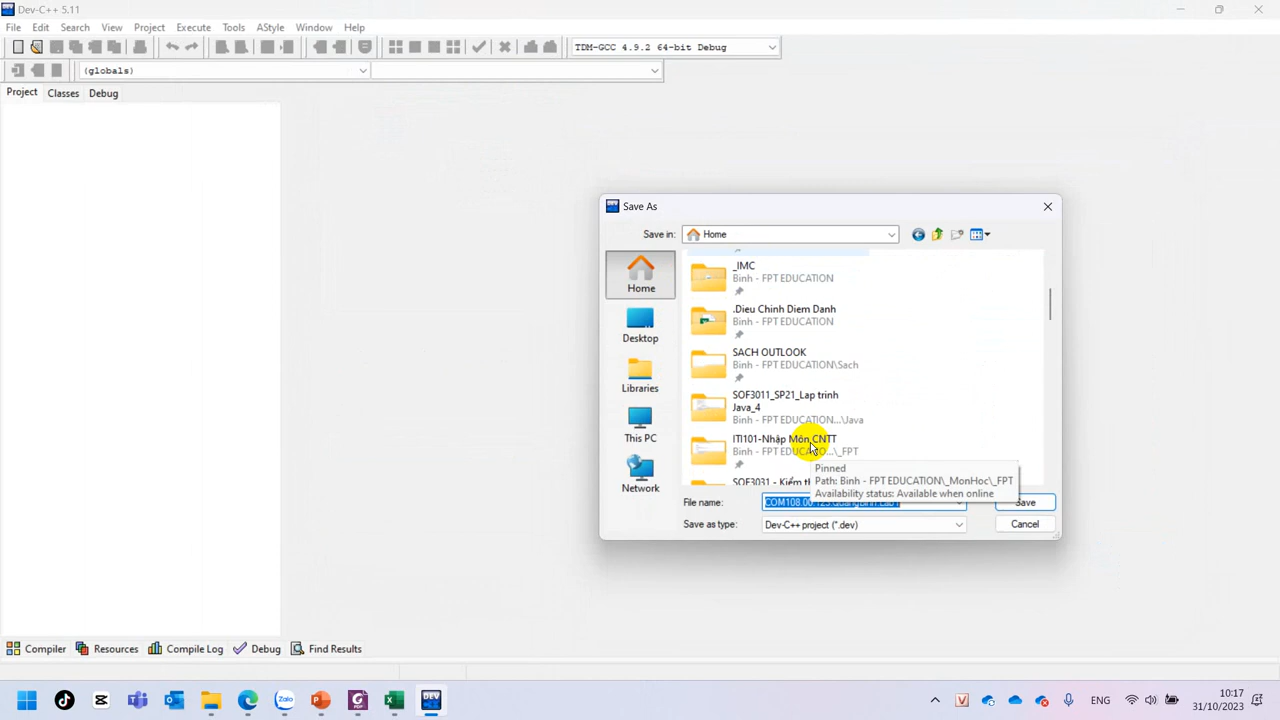 Dev-C++ 5.11
File Edit Search View Project Execute Tools AStyle Window Help
TDM-GCC 4.9.2 64-bit Debug
(globals)
Project Classes Debug
Save As
Save in: Home
_IMC
Binh - FPT EDUCATION
.Dieu Chinh Diem Danh
Binh - FPT EDUCATION
SACH OUTLOOK
Binh - FPT EDUCATION\Sach
SOF3011_SP21_Lap trinh
Java_4
Binh - FPT EDUCATION...\Java
ITI101-Nhập Môn CNTT
Binh - FPT EDUCATIO...\_FPT
SOF3031 - Kiểm
Home
Desktop
Libraries
This PC
Network
Pinned
Path: Binh - FPT EDUCATION\_MonHoc\_FPT
Availability status: Available when online
File name: Save
Save as type: Dev-C++ project (*.dev) Cancel
Compiler Resources Compile Log Debug Find Results
DEV
ENG
10:17
31/10/2023